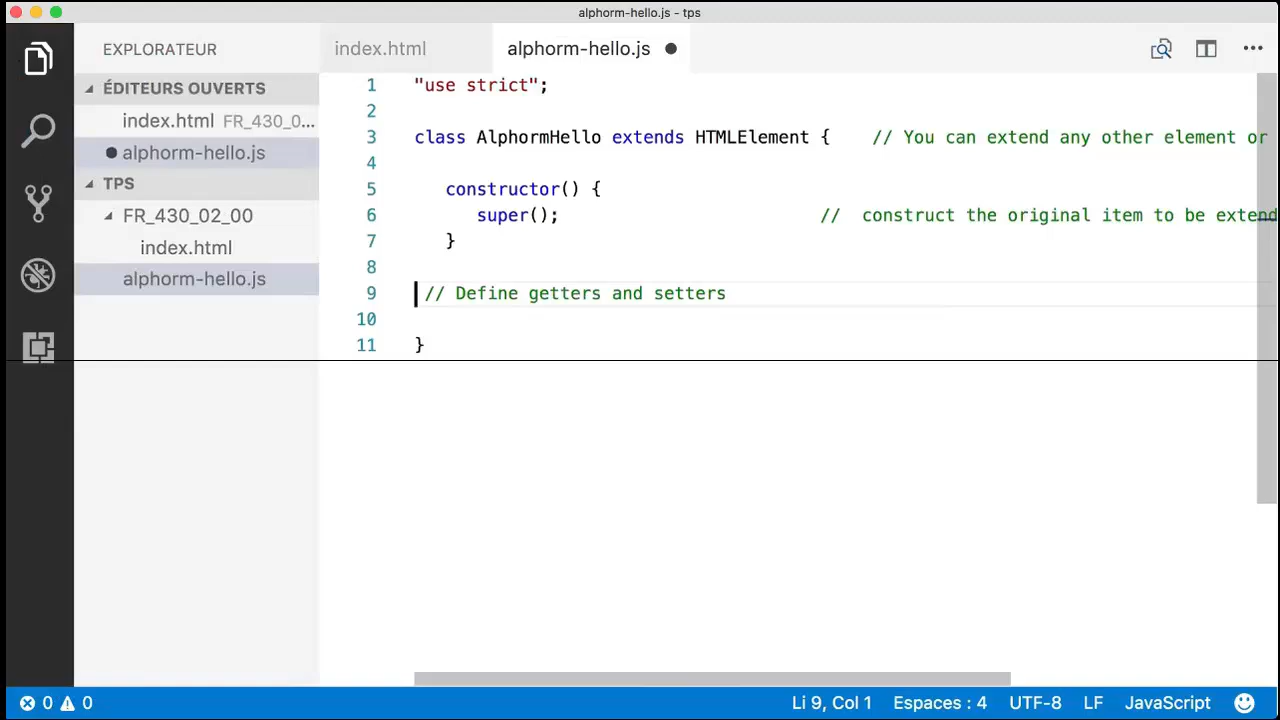 alphorm-hello.js - tps
EXPLORATEUR
index.html
alphorm-hello.js
ÉDITEURS OUVERTS
index.html FR_430_0...
alphorm-hello.js
TPS
FR_430_02_00
index.html
alphorm-hello.js
1 "use strict";
2
3 class AlphormHello extends HTMLElement { // You can extend any other element or
4
5 constructor() {
6 super(); // construct the original item to be extend
7 }
8
9 // Define getters and setters
10
11 }
0 0
Li 9, Col 1
Espaces : 4
UTF-8
LF
JavaScript